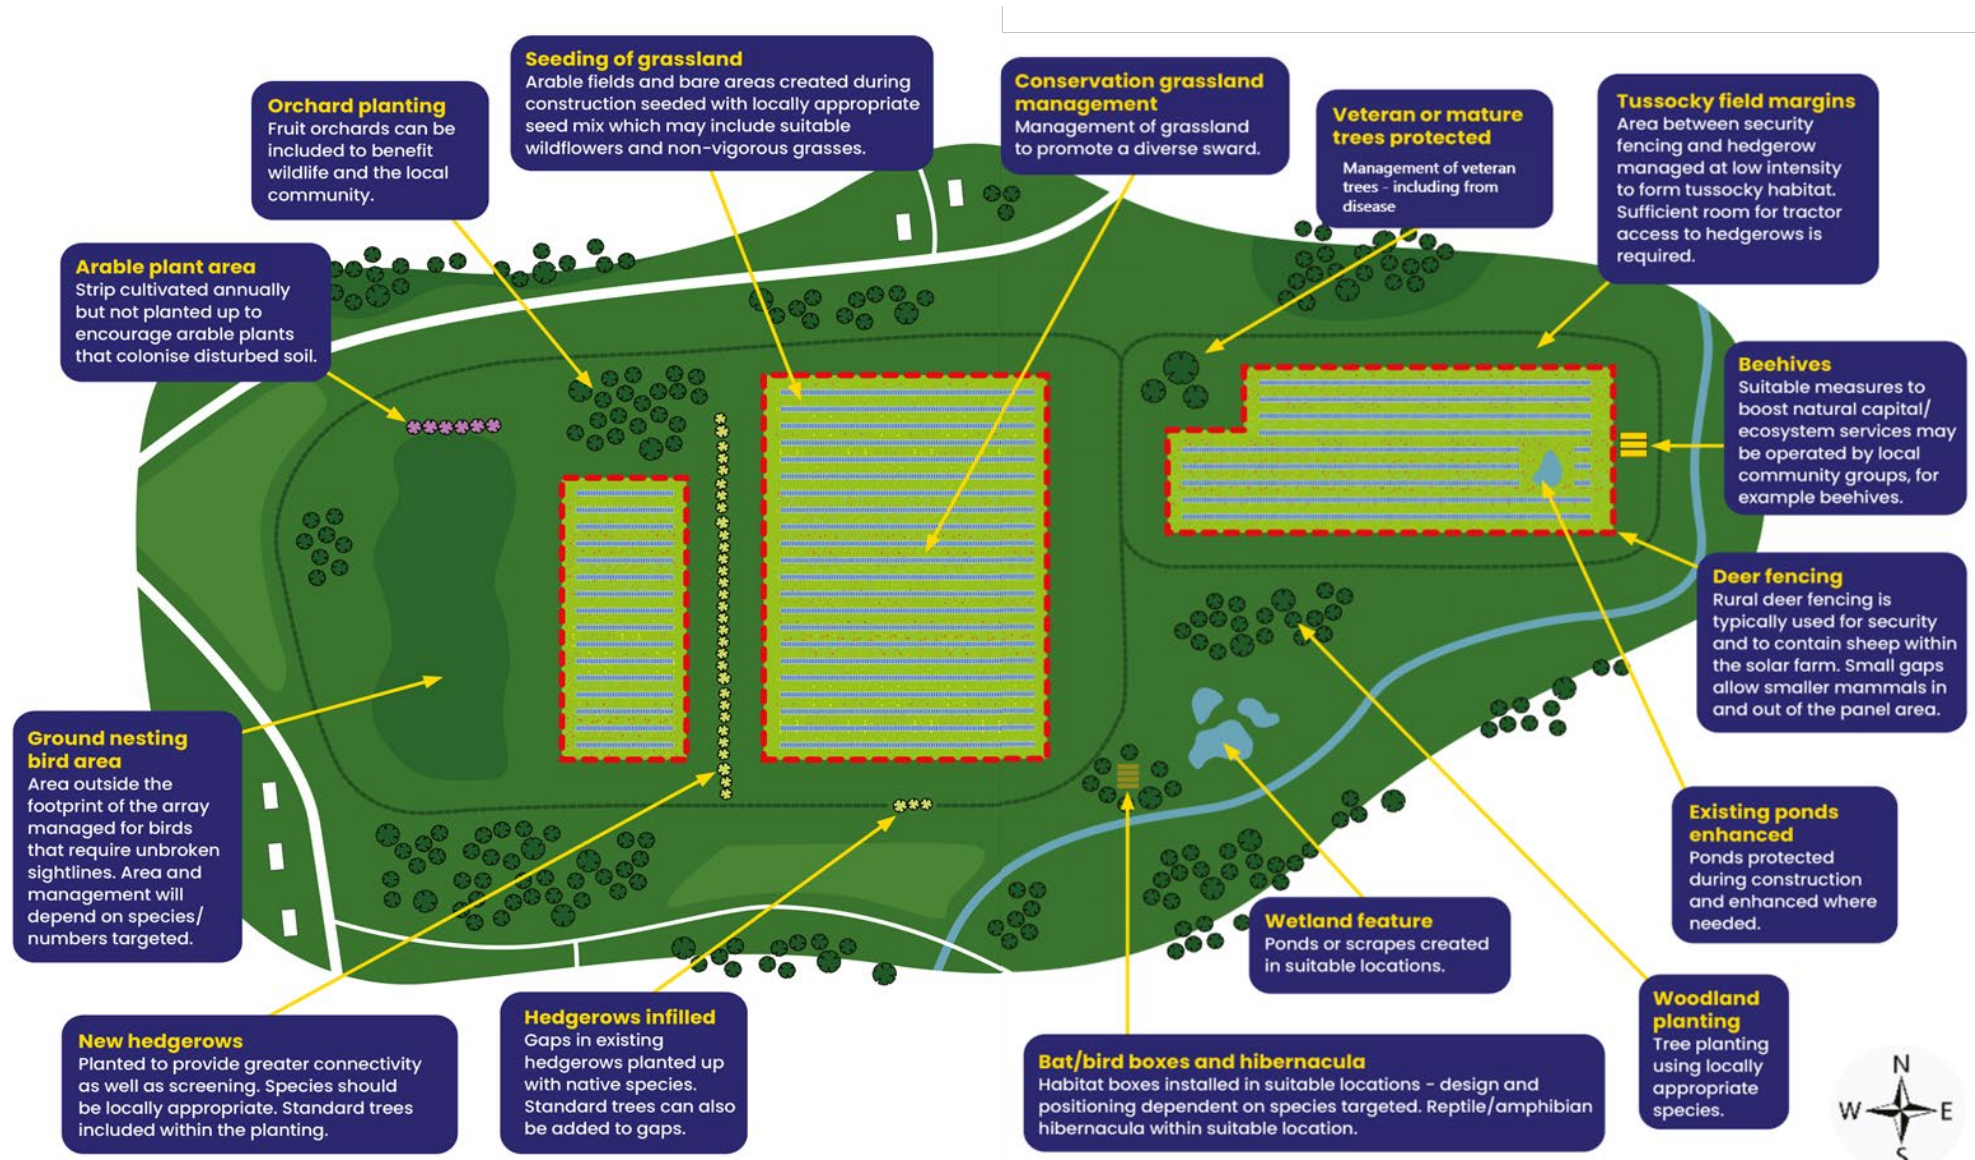 Seeding of grassland
Arable fields and bare areas created during
construction seeded with locally appropriate
seed mix which may include suitable
wildflowers and non-vigorous grasses.
Orchard planting
Fruit orchards can be
included to benefit
wildlife and the local
community.
Conservation grassland
management
Management of grassland
to promote a diverse sward.
Veteran or mature
trees protected
Management of veteran
trees - including from
disease
Tussocky field margins
Area between security
fencing and hedgerow
managed at low intensity
to form tussocky habitat.
Sufficient room for tractor
access to hedgerows is
required.
Arable plant area
Strip cultivated annually
but not planted up to
encourage arable plants
that colonise disturbed soil.
Beehives
Suitable measures to
boost natural capital/
ecosystem services may
be operated by local
community groups, for
example beehives.
Deer fencing
Rural deer fencing is
typically used for security
and to contain sheep within
the solar farm. Small gaps
allow smaller mammals in
and out of the panel area.
Ground nesting
bird area
Area outside the
footprint of the array
managed for birds
that require unbroken
sightlines. Area and
management will
depend on species/
numbers targeted.
Existing ponds
enhanced
Ponds protected
during construction
and enhanced where
needed.
Wetland feature
Ponds or scrapes created
in suitable locations.
Woodland
planting
Tree planting
using locally
appropriate
species.
New hedgerows
Planted to provide greater connectivity
as well as screening. Species should
be locally appropriate. Standard trees
included within the planting.
Hedgerows infilled
Gaps in existing
hedgerows planted up
with native species.
Standard trees can also
be added to gaps.
Bat/bird boxes and hibernacula
Habitat boxes installed in suitable locations – design and
positioning dependent on species targeted. Reptile/amphibian
hibernacula within suitable location.
N
W E
S